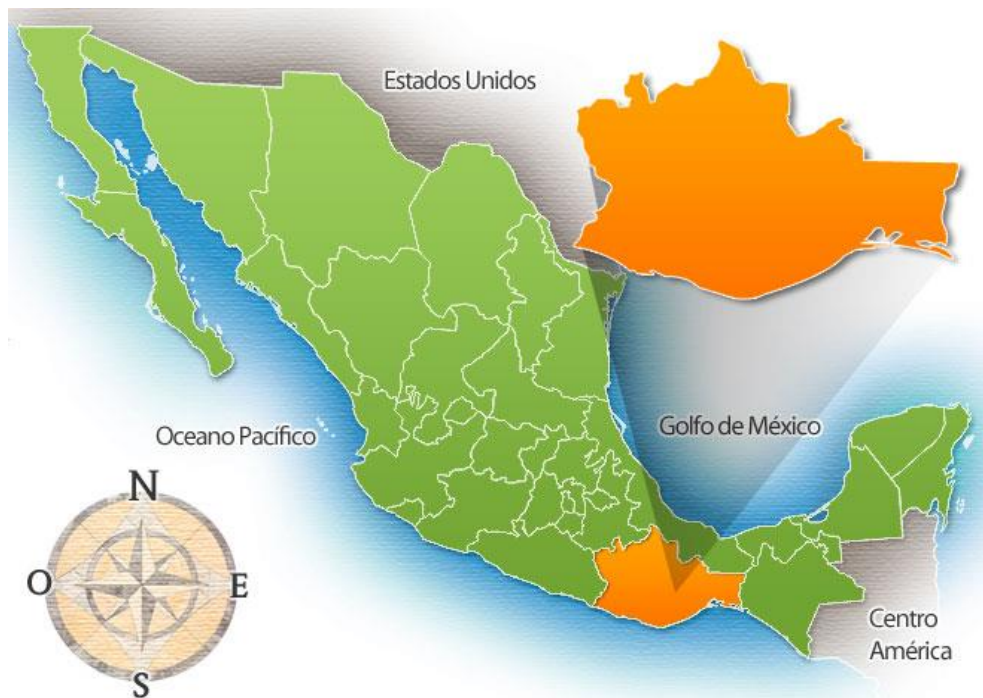 Estados Unidos
Golfo de México
Oceano Pacífico
N
O
E
S
Centro
América